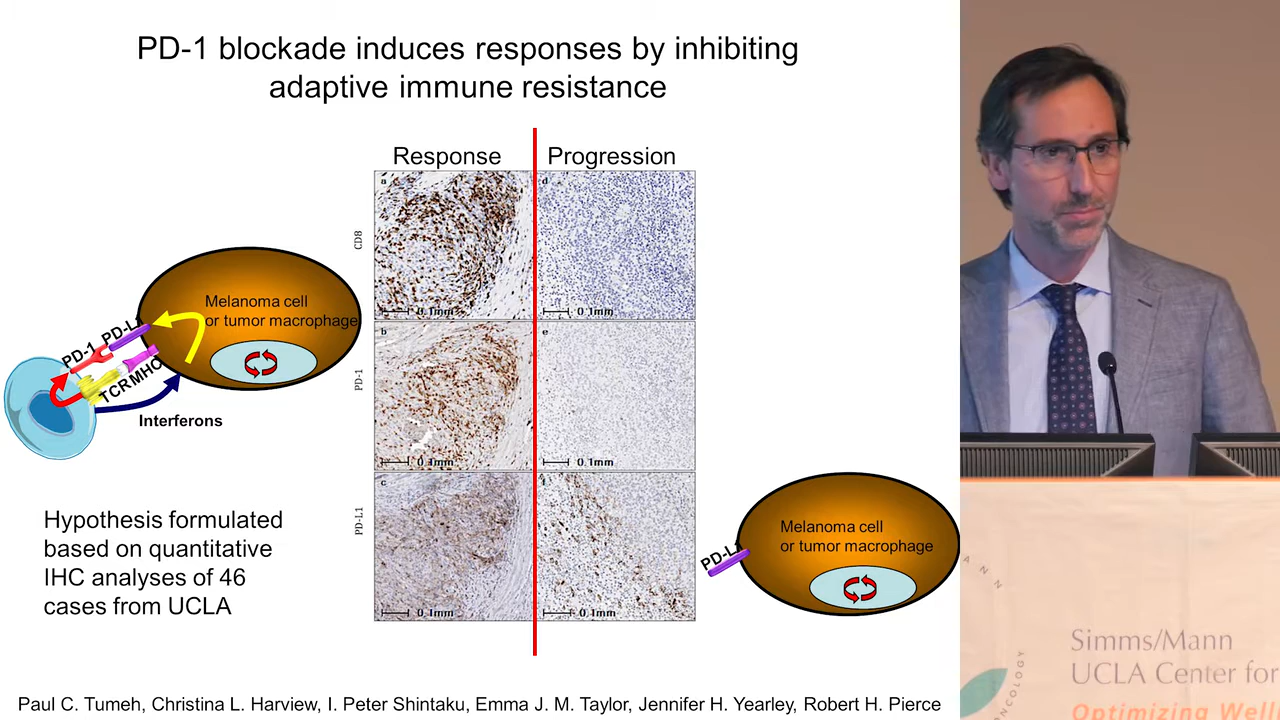 PD-1 blockade induces responses by inhibiting
adaptive immune resistance
Response
Progression
a
d
CD8
0.1mm
0.1mm
b
e
PD-1
0.1mm
0.1mm
c
f
PD-L1
0.1mm
0.1mm
Melanoma cell
or tumor macrophage
PD-1
PD-L1
TCR
MHC
Interferons
Hypothesis formulated
based on quantitative
IHC analyses of 46
cases from UCLA
Melanoma cell
or tumor macrophage
PD-L1
Paul C. Tumeh, Christina L. Harview, I. Peter Shintaku, Emma J. M. Taylor, Jennifer H. Yearley, Robert H. Pierce
Simms/Mann
UCLA Center for
Optimizing Well